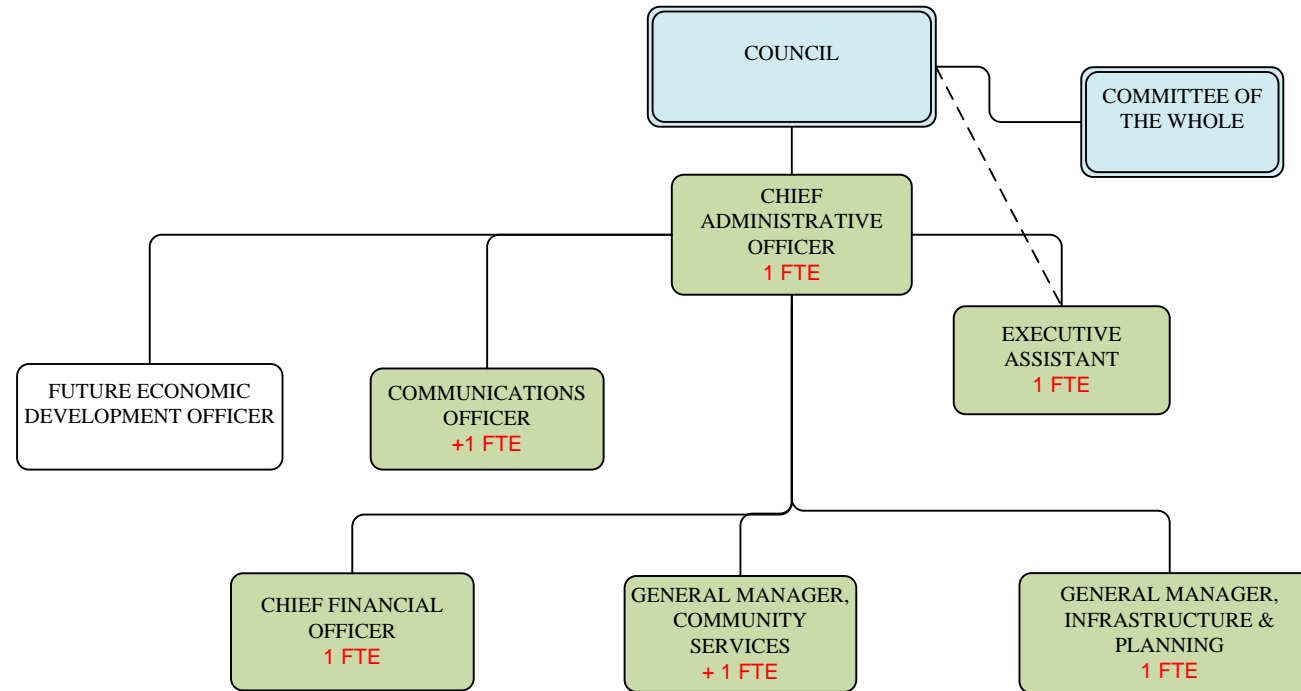 COUNCIL
COMMITTEE OF
THE WHOLE
CHIEF
ADMINISTRATIVE
OFFICER
1 FTE
EXECUTIVE
ASSISTANT
1 FTE
FUTURE ECONOMIC
DEVELOPMENT OFFICER
COMMUNICATIONS
OFFICER
+1 FTE
CHIEF FINANCIAL
OFFICER
1 FTE
GENERAL MANAGER,
COMMUNITY
SERVICES
+ 1 FTE
GENERAL MANAGER,
INFRASTRUCTURE &
PLANNING
1 FTE